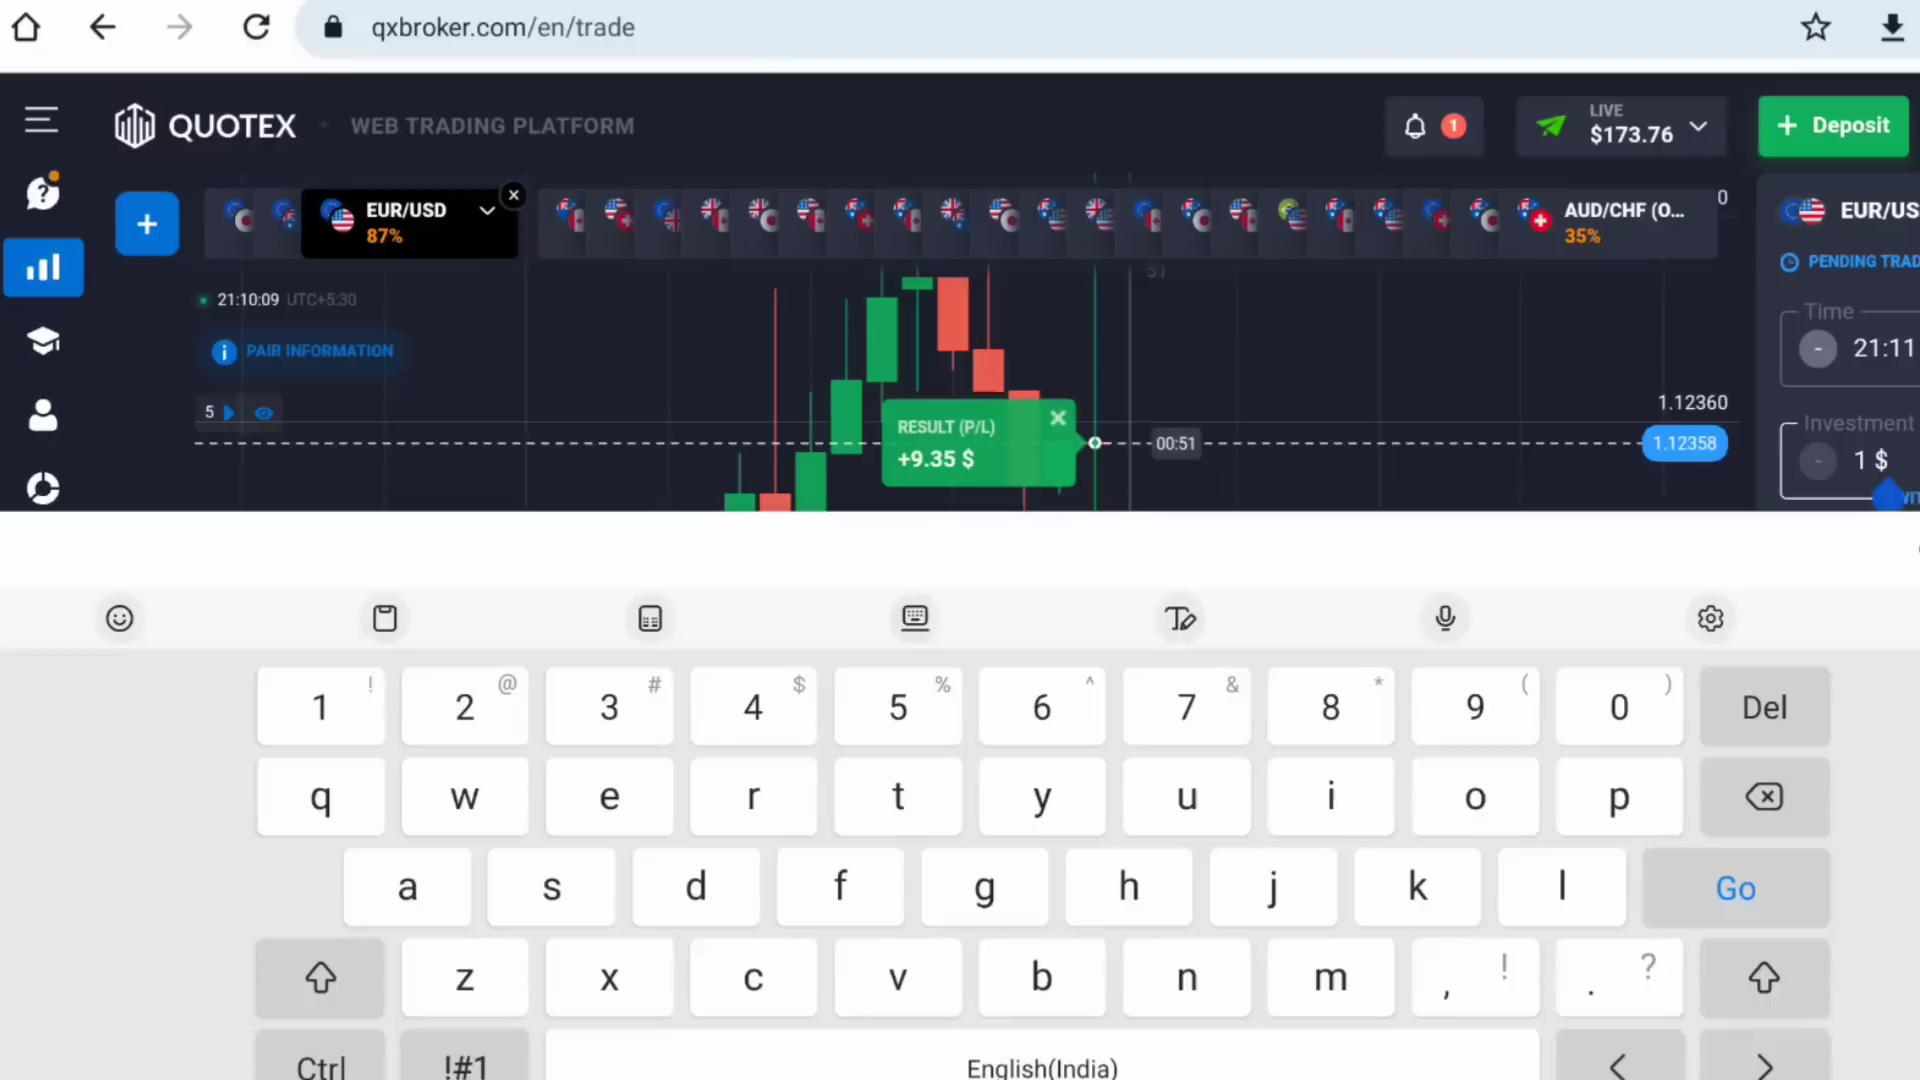 qxbroker.com/en/trade
QUOTEX
WEB TRADING PLATFORM
1
LIVE
$173.76
+ Deposit
+
EUR/USD
87%
AUD/CHF (O...
35%
0
EUR/US
51
21:10:09 UTC+5:30
PENDING TRAD
i PAIR INFORMATION
Time
- 21:11
5
1.12360
RESULT (P/L)
+9.35 $
00:51
1.12358
Investment
- 1 $
! @ # $ % ^ & * ( )
1 2 3 4 5 6 7 8 9 0 Del
q w e r t y u i o p
a s d f g h j k l Go
z x c v b n m , ! . ?
Ctrl !#1 English(India) < >